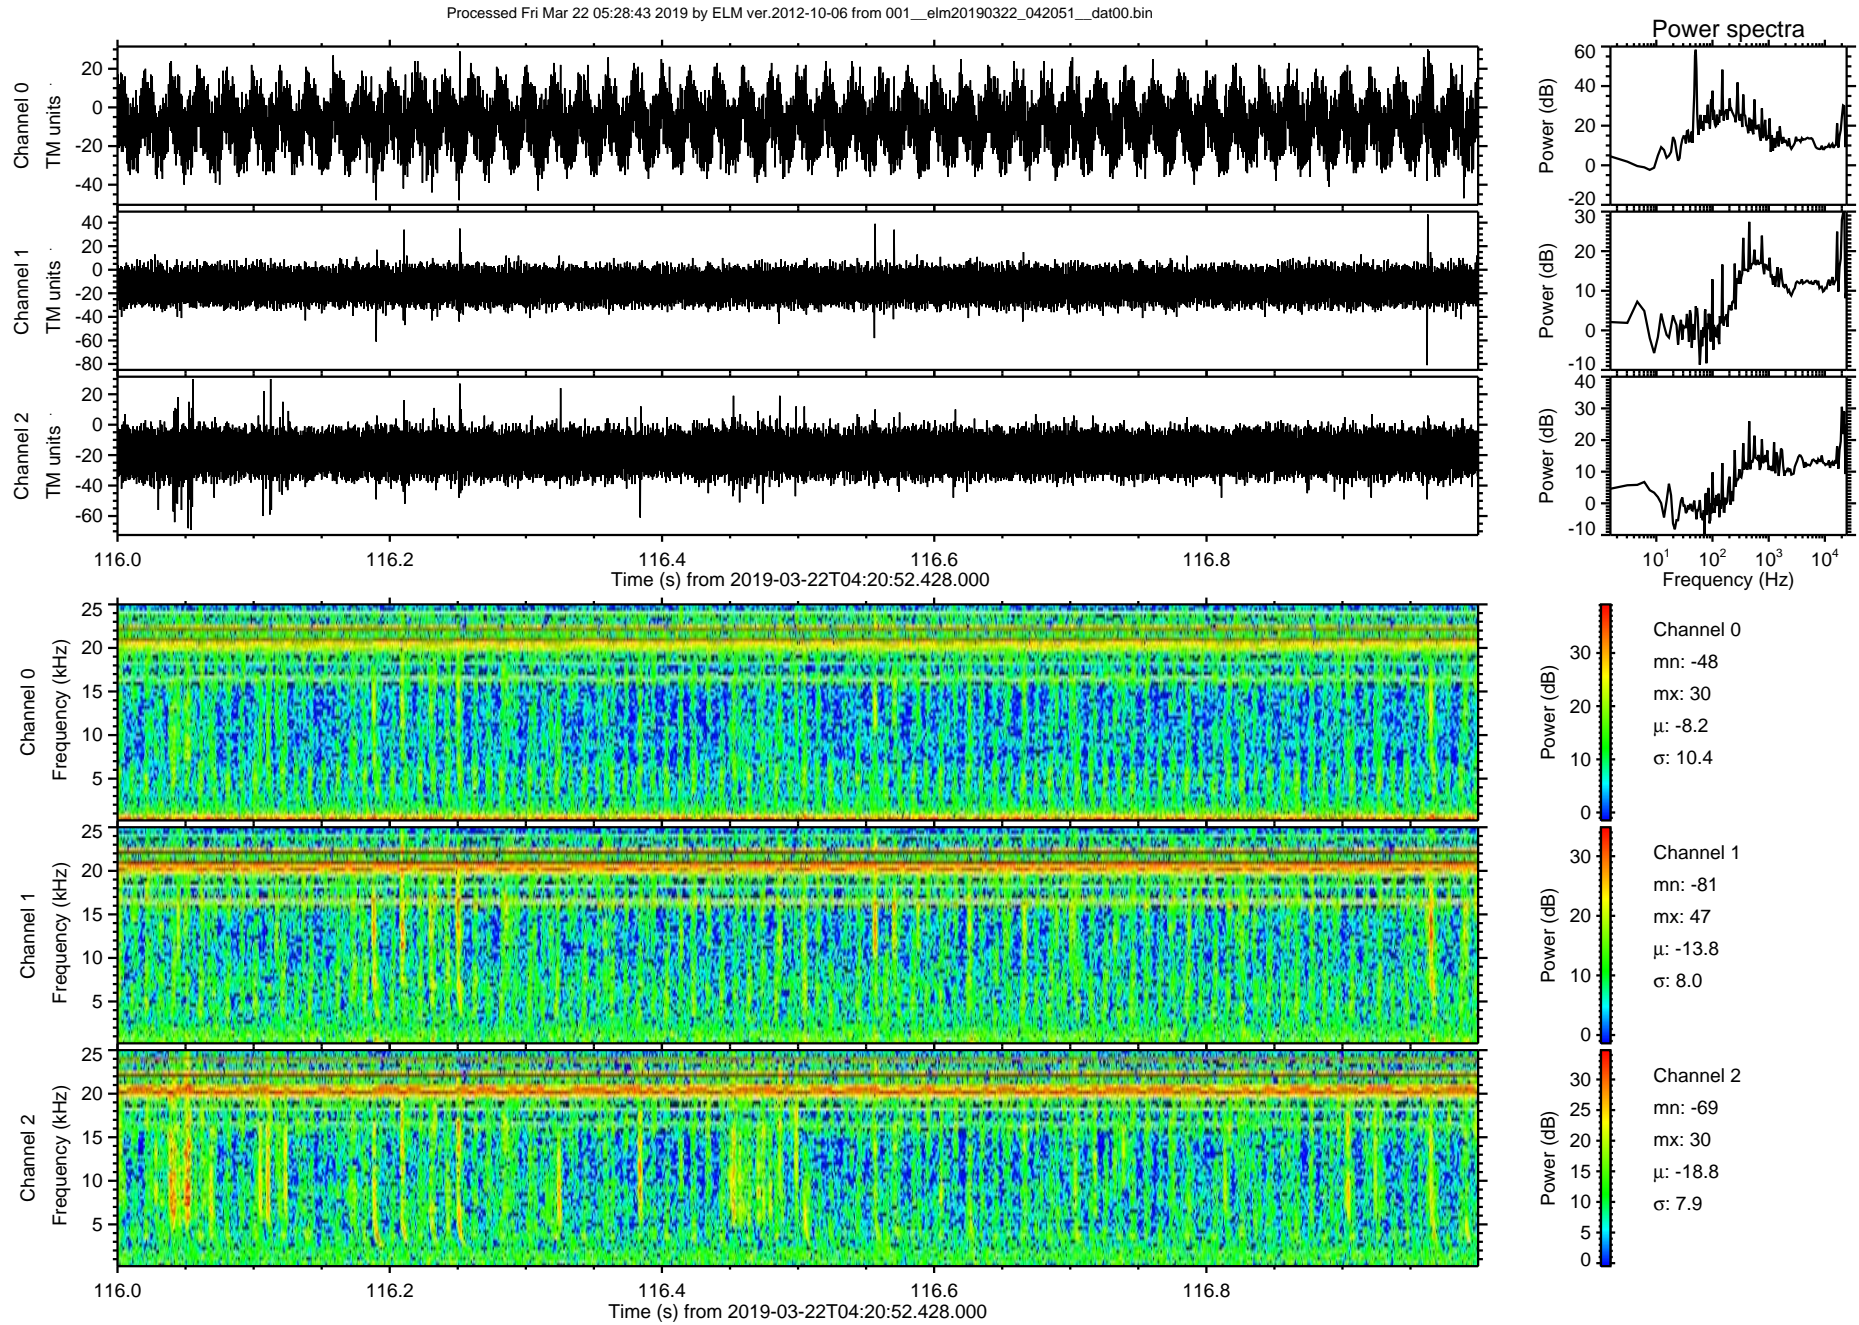 Processed Fri Mar 22 05:28:43 2019 by ELM ver.2012-10-06 from 001__elm20190322_042051__dat00.bin
Power spectra
Channel 0
TM units
20
0
-20
-40
Power (dB)
60
40
20
0
-20
Channel 1
TM units
40
20
0
-20
-40
-60
-80
Power (dB)
30
20
10
0
-10
Channel 2
TM units
20
0
-20
-40
-60
Power (dB)
40
30
20
10
0
-10
116.0 116.2 116.4 116.6 116.8
Time (s) from 2019-03-22T04:20:52.428.000
10^1 10^2 10^3 10^4
Frequency (Hz)
Channel 0
Frequency (kHz)
25
20
15
10
5
Power (dB)
30
20
10
0
Channel 0
mn: -48
mx: 30
μ: -8.2
σ: 10.4
Channel 1
Frequency (kHz)
25
20
15
10
5
Power (dB)
30
20
10
0
Channel 1
mn: -81
mx: 47
μ: -13.8
σ: 8.0
Channel 2
Frequency (kHz)
25
20
15
10
5
Power (dB)
30
25
20
15
10
5
0
Channel 2
mn: -69
mx: 30
μ: -18.8
σ: 7.9
116.0 116.2 116.4 116.6 116.8
Time (s) from 2019-03-22T04:20:52.428.000